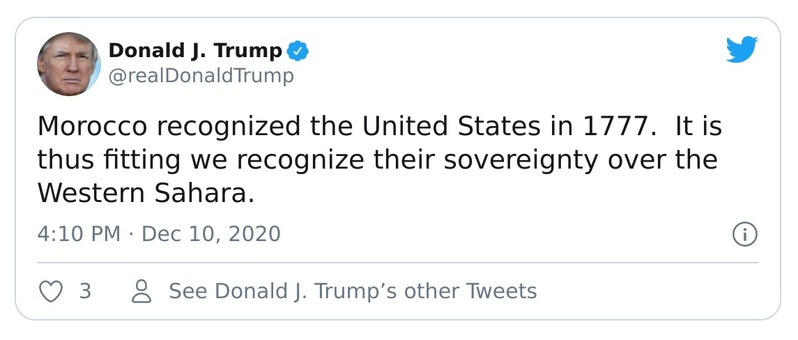 Donald J. Trump
@realDonaldTrump
Morocco recognized the United States in 1777.  It is
thus fitting we recognize their sovereignty over the
Western Sahara.
4:10 PM · Dec 10, 2020
3 See Donald J. Trump’s other Tweets